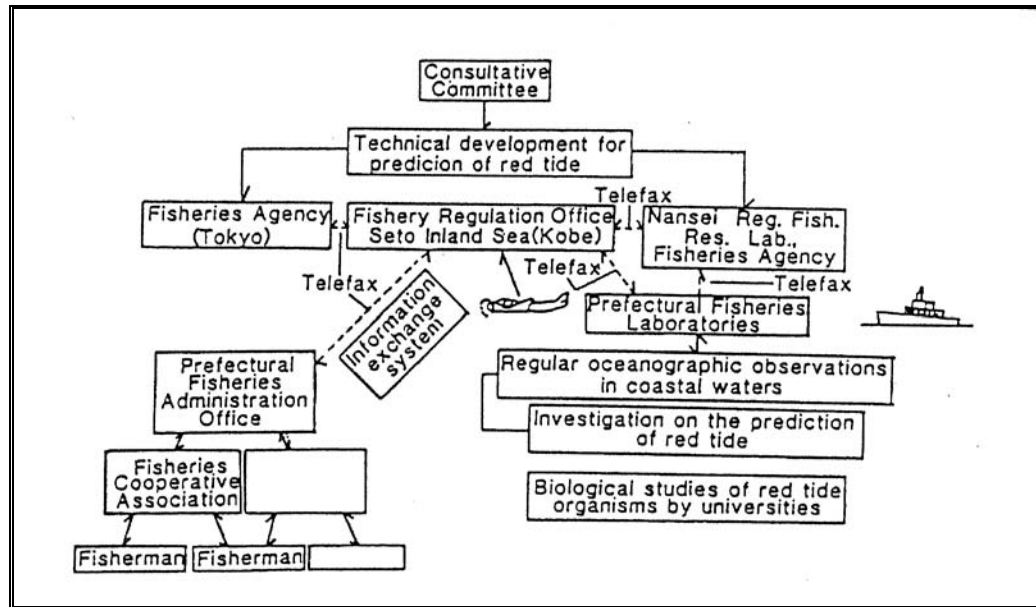 Consultative
Committee
Technical development for
predicion of red tide
Telefax
Fisheries Agency
(Tokyo)
Fishery Regulation Office
Seto Inland Sea(Kobe)
Nansei Reg. Fish.
Res. Lab.,
Fisheries Agency
Telefax
Telefax
Telefax
Information
exchange
system
Prefectural Fisheries
Laboratories
Prefectural
Fisheries
Administration
Office
Regular oceanographic observations
in coastal waters
Investigation on the prediction
of red tide
Fisheries
Cooperative
Association
Biological studies of red tide
organisms by universities
Fisherman
Fisherman